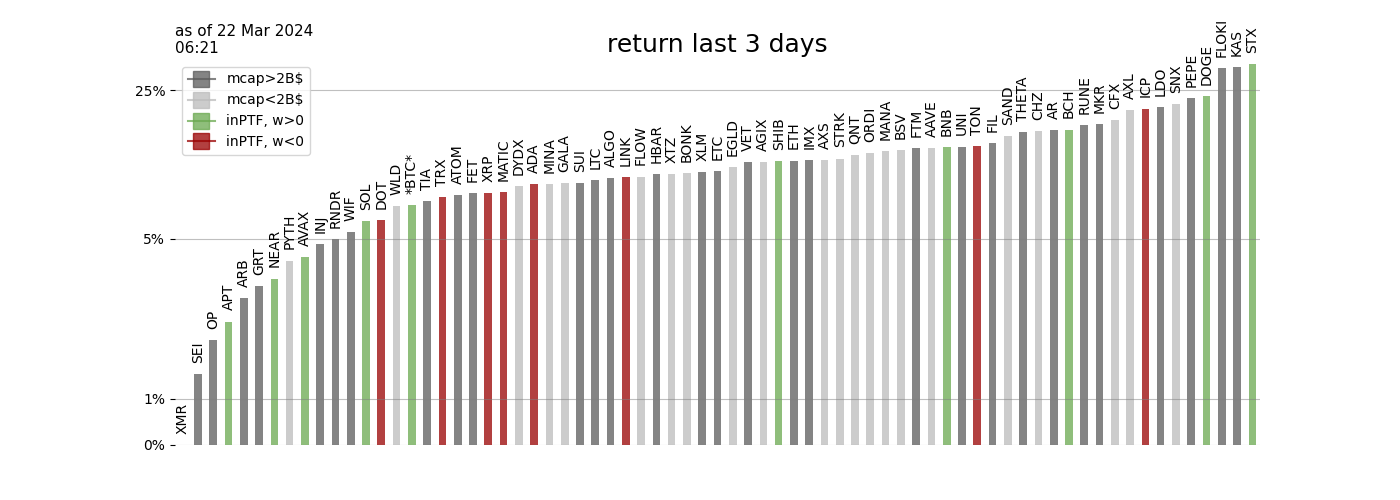 as of 22 Mar 2024
06:21
return last 3 days
mcap>2B$
mcap<2B$
inPTF, w>0
inPTF, w<0
25%
5%
1%
0%
XMR
SEI
OP
APT
ARB
GRT
NEAR
PYTH
AVAX
INJ
RNDR
WIF
SOL
DOT
WLD
*BTC*
TIA
TRX
ATOM
FET
XRP
MATIC
DYDX
ADA
MINA
GALA
SUI
LTC
ALGO
LINK
FLOW
HBAR
XTZ
BONK
XLM
ETC
EGLD
VET
AGIX
SHIB
ETH
IMX
AXS
STRK
QNT
ORDI
MANA
BSV
FTM
AAVE
BNB
UNI
TON
FIL
SAND
THETA
CHZ
AR
BCH
RUNE
MKR
CFX
AXL
ICP
LDO
SNX
PEPE
DOGE
FLOKI
KAS
STX